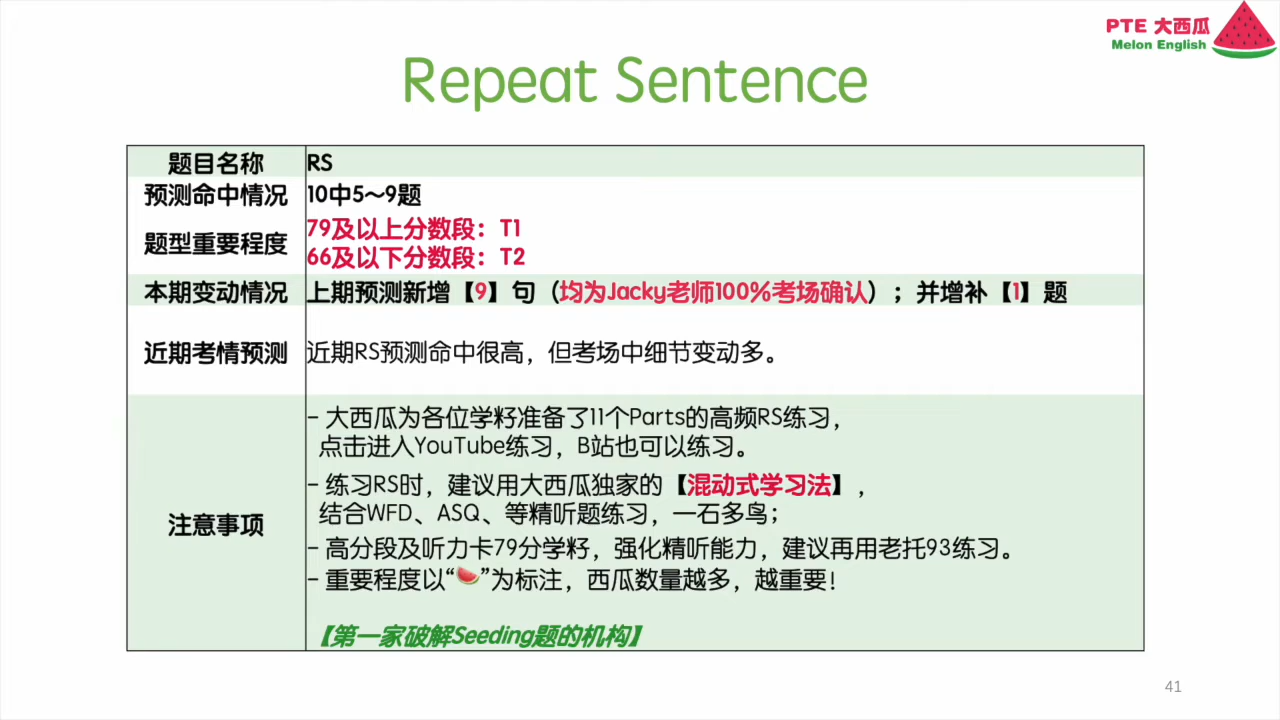 PTE 大西瓜
Melon English
Repeat Sentence
题目名称 RS
预测命中情况 10中5～9题
题型重要程度 79及以上分数段：T1
66及以下分数段：T2
本期变动情况 上期预测新增【9】句（均为Jacky老师100%考场确认）；并增补【1】题
近期考情预测 近期RS预测命中很高，但考场中细节变动多。
注意事项
– 大西瓜为各位学籽准备了11个Parts的高频RS练习，
点击进入YouTube练习，B站也可以练习。
– 练习RS时，建议用大西瓜独家的【混动式学习法】，
结合WFD、ASQ、等精听题练习，一石多鸟；
– 高分段及听力卡79分学籽，强化精听能力，建议再用老托93练习。
– 重要程度以“🍉”为标注，西瓜数量越多，越重要！
【第一家破解Seeding题的机构】
41